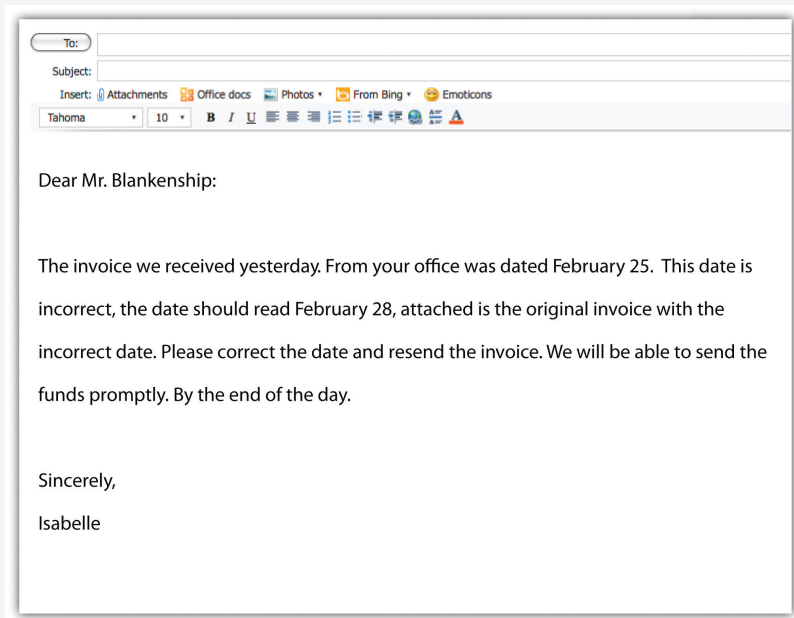 To:
Subject:
Insert: Attachments Office docs Photos From Bing Emoticons
Tahoma 10 B I U A
Dear Mr. Blankenship:
The invoice we received yesterday. From your office was dated February 25.  This date is
incorrect, the date should read February 28, attached is the original invoice with the
incorrect date. Please correct the date and resend the invoice. We will be able to send the
funds promptly. By the end of the day.
Sincerely,
Isabelle